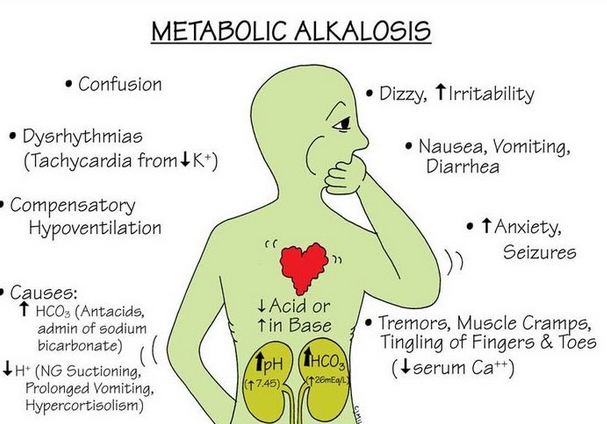 METABOLIC ALKALOSIS
• Confusion
• Dysrhythmias
(Tachycardia from ↓K⁺)
• Compensatory
Hypoventilation
• Causes:
↑ HCO₃ (Antacids,
admin of sodium
bicarbonate)
↓H⁺ (NG Suctioning,
Prolonged Vomiting,
Hypercortisolism)
• Dizzy, ↑Irritability
• Nausea, Vomiting,
Diarrhea
• ↑Anxiety,
Seizures
• Tremors, Muscle Cramps,
Tingling of Fingers & Toes
(↓serum Ca⁺⁺)
↓Acid or
↑in Base
↑pH
(↑7.45)
↑HCO₃
(↑26mEq/L)